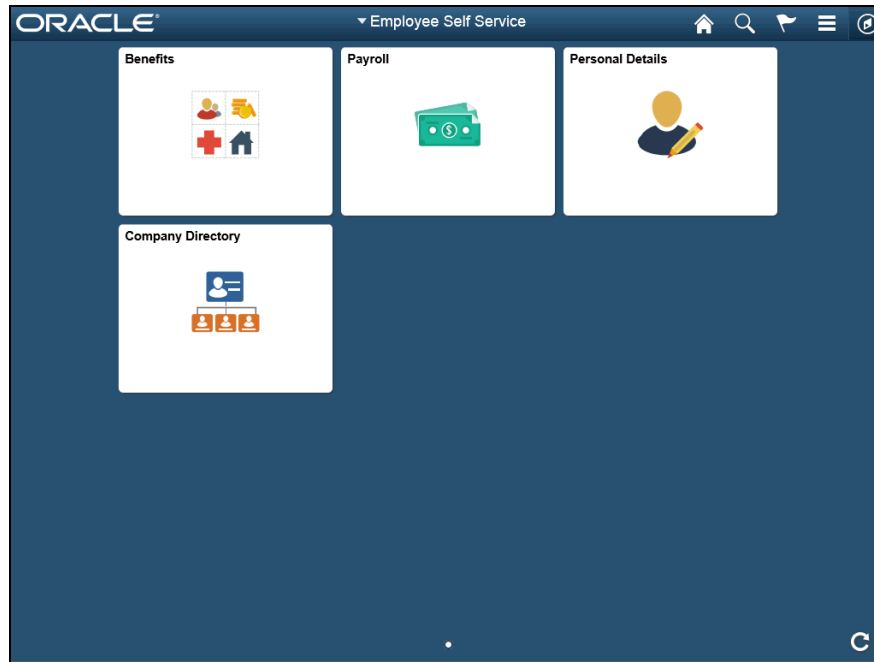 ORACLE®
Employee Self Service
Benefits
Payroll
Personal Details
Company Directory